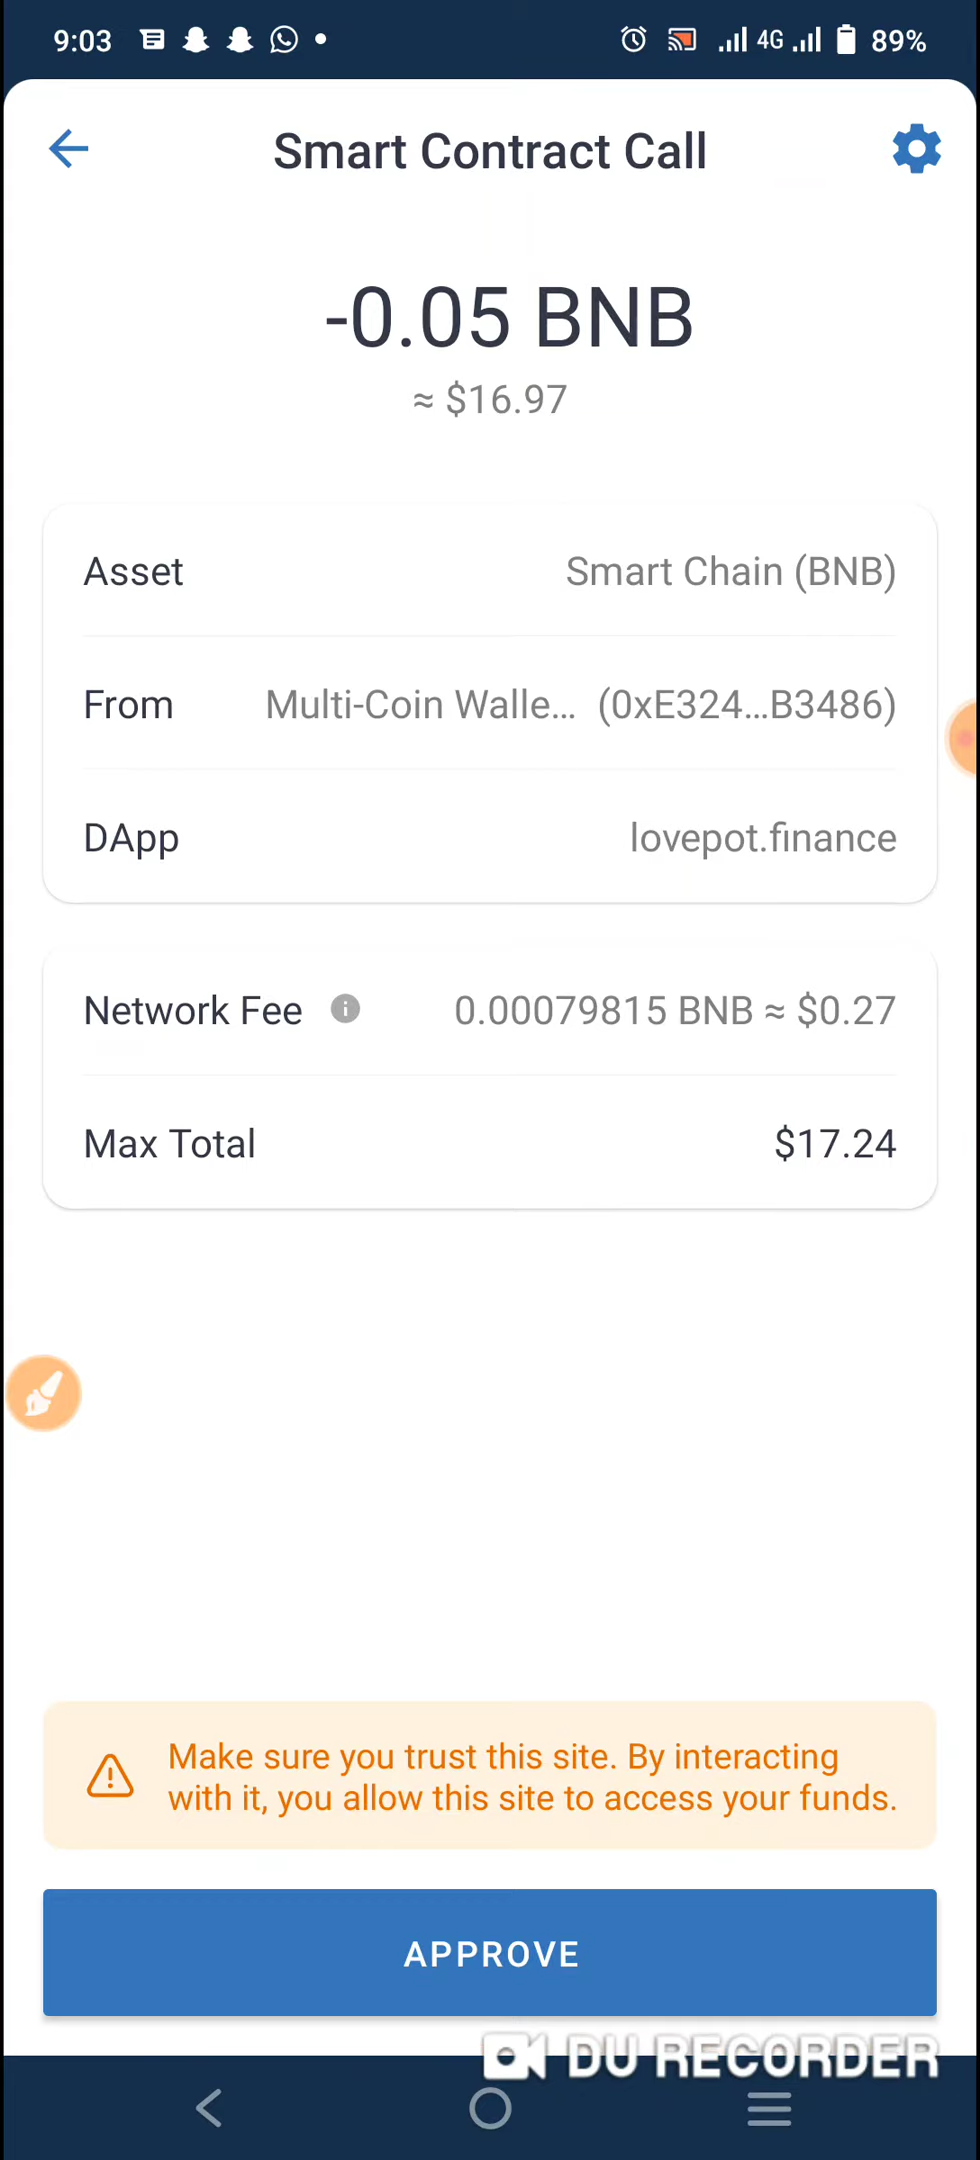 9:03 4G 89%
Smart Contract Call
-0.05 BNB
≈ $16.97
Asset Smart Chain (BNB)
From Multi-Coin Walle... (0xE324...B3486)
DApp lovepot.finance
Network Fee 0.00079815 BNB ≈ $0.27
Max Total $17.24
Make sure you trust this site. By interacting
with it, you allow this site to access your funds.
APPROVE
DU RECORDER